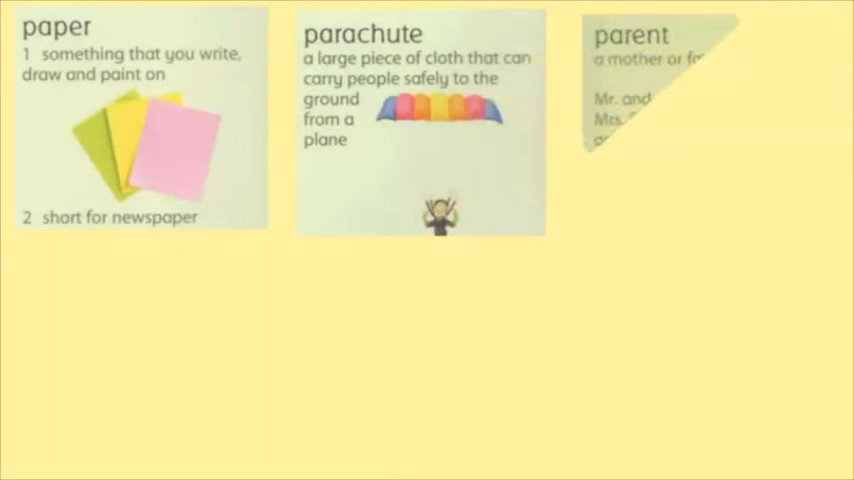 paper
1 something that you write,
draw and paint on
2 short for newspaper
parachute
a large piece of cloth that can
carry people safely to the
ground
from a
plane
parent
a mother or
Mr. and
Mrs.